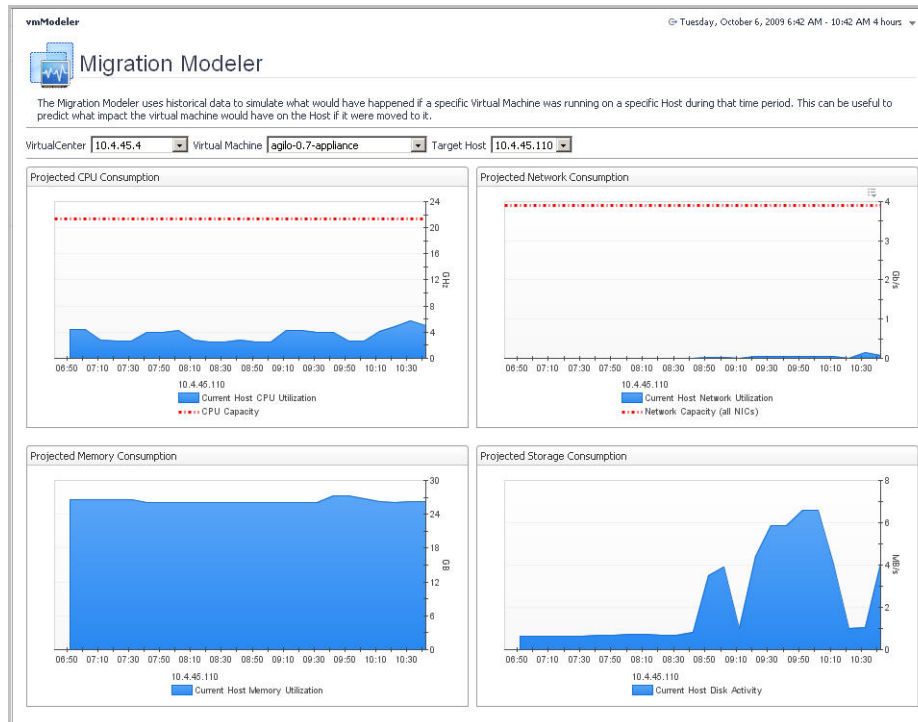 vmModeler
Tuesday, October 6, 2009 6:42 AM - 10:42 AM 4 hours
Migration Modeler
The Migration Modeler uses historical data to simulate what would have happened if a specific Virtual Machine was running on a specific Host during that time period. This can be useful to
predict what impact the virtual machine would have on the Host if it were moved to it.
VirtualCenter 10.4.45.4 Virtual Machine agilo-0.7-appliance Target Host 10.4.45.110
Projected CPU Consumption
24
20
16
12
8
4
0
GHz
06:50 07:10 07:30 07:50 08:10 08:30 08:50 09:10 09:30 09:50 10:10 10:30
10.4.45.110
Current Host CPU Utilization
CPU Capacity
Projected Network Consumption
4
3
2
1
0
Gb/s
06:50 07:10 07:30 07:50 08:10 08:30 08:50 09:10 09:30 09:50 10:10 10:30
10.4.45.110
Current Host Network Utilization
Network Capacity (all NICs)
Projected Memory Consumption
30
24
18
12
6
0
GB
06:50 07:10 07:30 07:50 08:10 08:30 08:50 09:10 09:30 09:50 10:10 10:30
10.4.45.110
Current Host Memory Utilization
Projected Storage Consumption
8
6
4
2
0
MB/s
06:50 07:10 07:30 07:50 08:10 08:30 08:50 09:10 09:30 09:50 10:10 10:30
10.4.45.110
Current Host Disk Activity